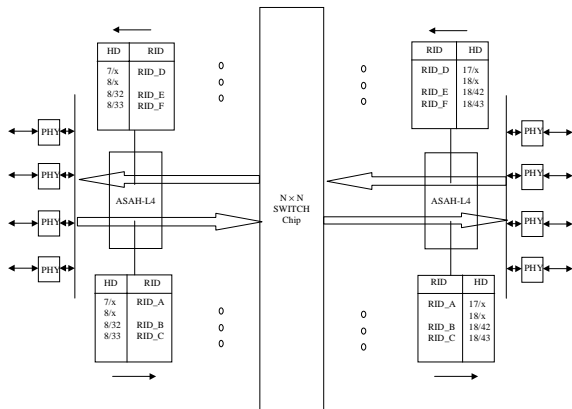 HD RID
7/x RID_D
8/x
8/32 RID_E
8/33 RID_F
RID HD
RID_D 17/x
18/x
RID_E 18/42
RID_F 18/43
PHY
PHY
PHY
PHY
ASAH-L4
N×N
SWITCH
Chip
ASAH-L4
PHY
PHY
PHY
PHY
HD RID
7/x RID_A
8/x
8/32 RID_B
8/33 RID_C
RID HD
RID_A 17/x
18/x
RID_B 18/42
RID_C 18/43